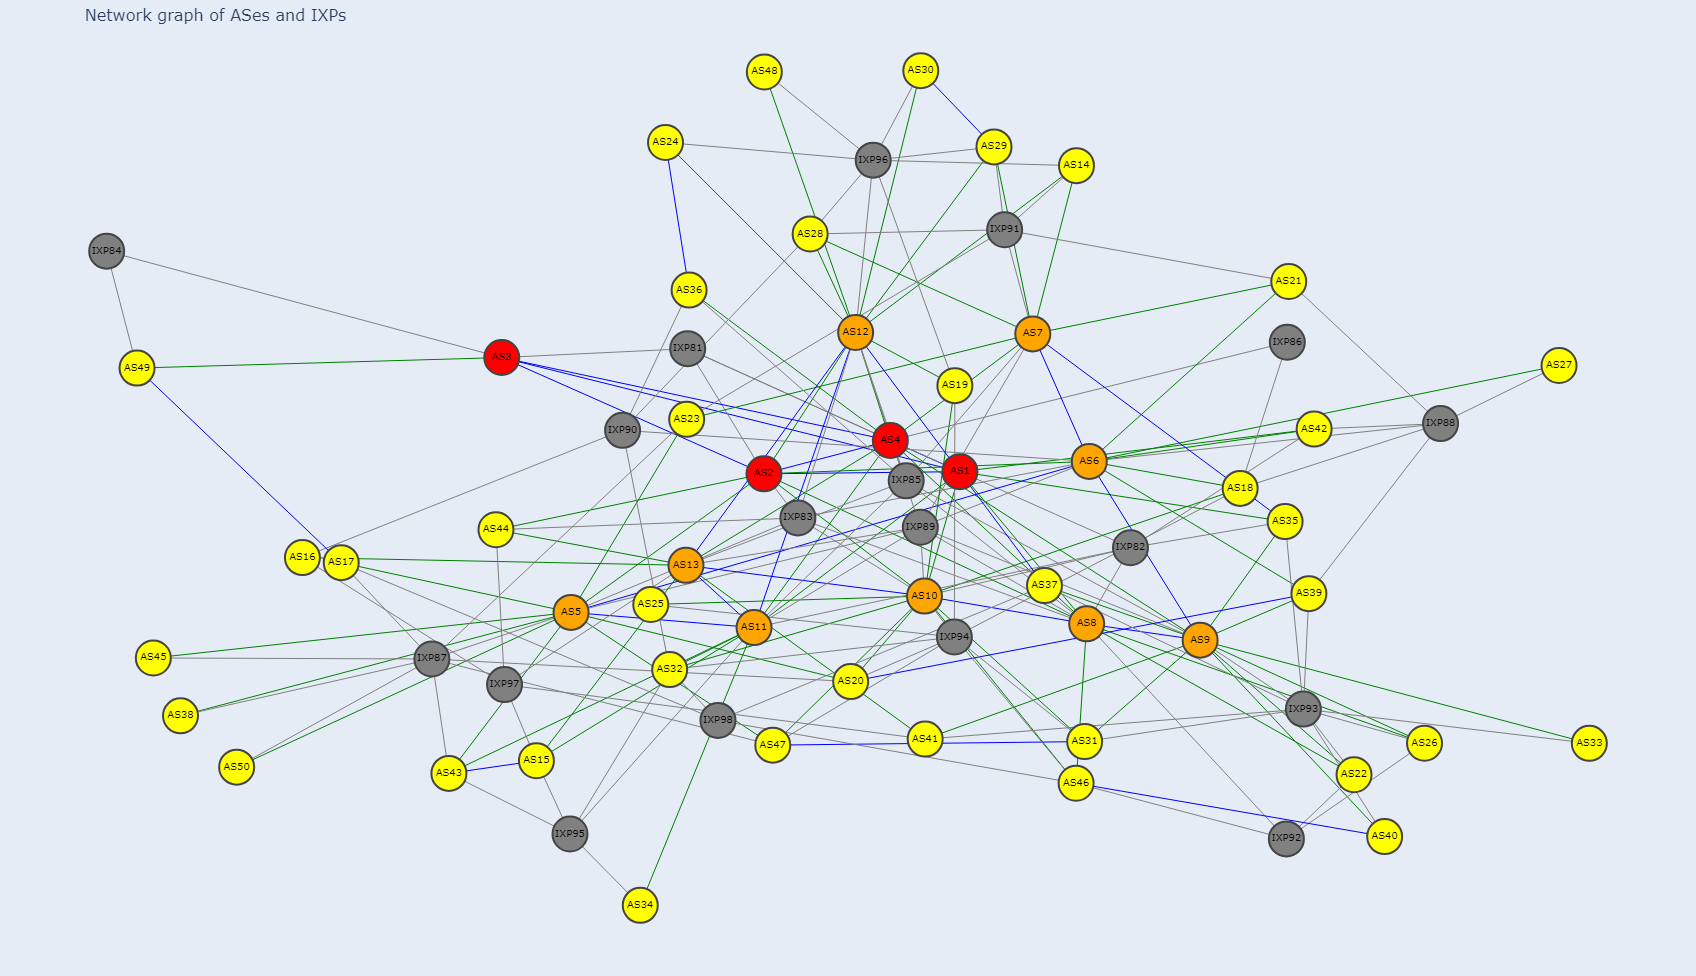 Network graph of ASes and IXPs
AS48
AS30
AS24
AS29
IXP96
AS14
AS28
IXP91
IXP84
AS21
AS36
AS12
AS7
IXP86
IXP81
AS3
AS27
AS49
AS19
AS23
IXP88
AS42
IXP90
AS4
AS6
AS1
AS2
IXP85
AS18
IXP83
AS35
IXP89
AS44
IXP82
AS16
AS17
AS13
AS37
AS39
AS10
AS25
AS5
AS8
AS11
IXP94
AS9
AS45
IXP87
AS32
AS20
IXP97
IXP93
AS38
IXP98
AS41
AS31
AS26
AS33
AS47
AS15
AS50
AS43
AS22
AS46
IXP95
AS40
IXP92
AS34